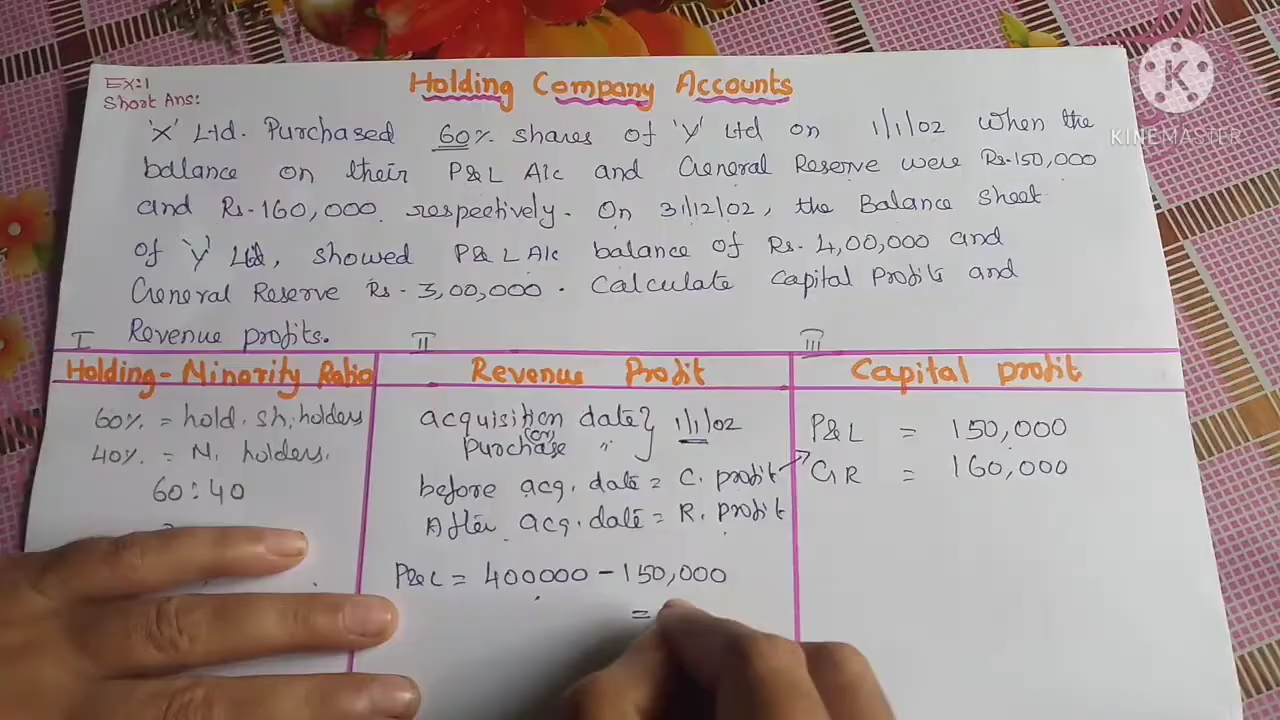 Ex:1
Short Ans:
Holding Company Accounts
'X' Ltd. Purchased 60% shares of 'Y' Ltd on 1/1/02 when the
balance on their P&L A/c and General Reserve were Rs.150,000
and Rs.160,000 respectively. On 31/12/02, the Balance Sheet
of 'Y' Ltd, showed P&L A/c balance of Rs. 4,00,000 and
General Reserve Rs. 3,00,000. Calculate Capital Profits and
Revenue profits.
I
II
III
Holding-Minority Ratio
Revenue Profit
Capital profit
60% = hold. sh. holders
40% = M. holders.
60:40
acquisition date} 1/1/02
(or)
Purchase "
before acq. date = C. profit
After acq. date = R. profit
P&L = 400000 - 150,000
=
P&L = 150,000
GR = 160,000
KINEMASTER